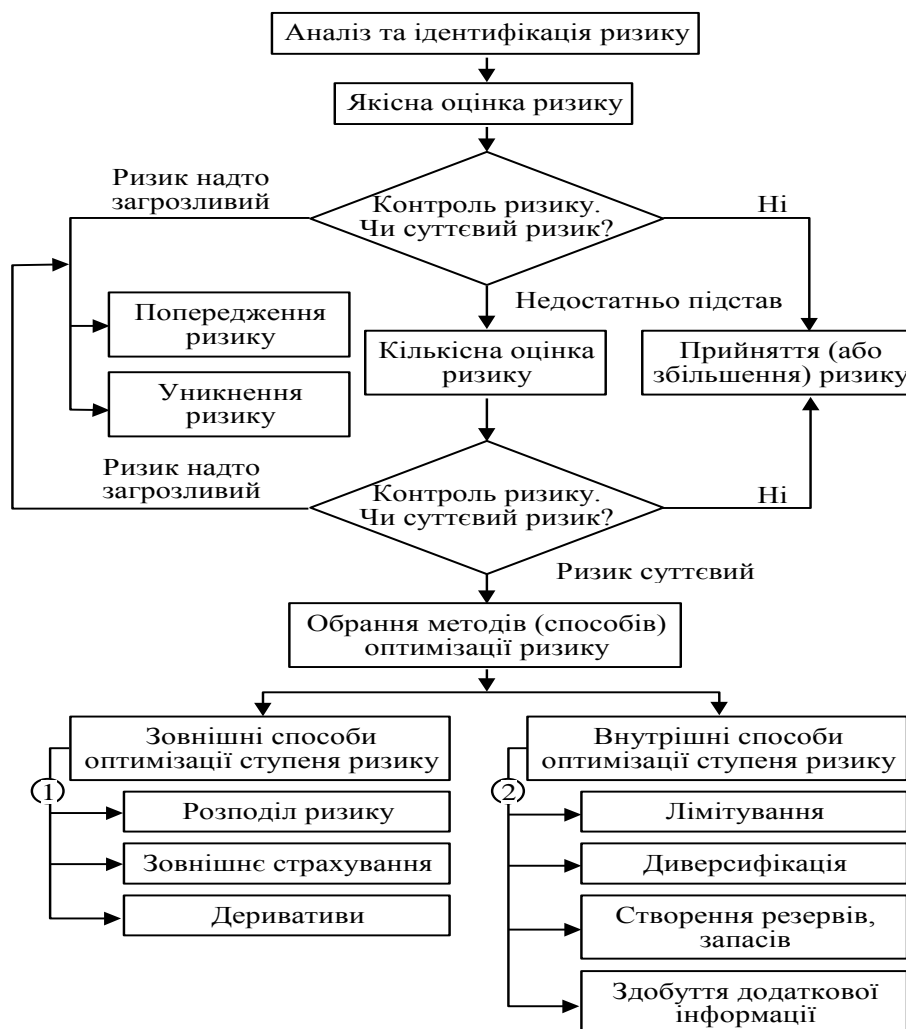 Аналіз та ідентифікація ризику
Якісна оцінка ризику
Ризик надто
загрозливий
Контроль ризику.
Чи суттєвий ризик?
Ні
Недостатньо підстав
Попередження
ризику
Кількісна оцінка
ризику
Прийняття (або
збільшення) ризику
Уникнення
ризику
Ризик надто
загрозливий
Контроль ризику.
Чи суттєвий ризик?
Ні
Ризик суттєвий
Обрання методів (способів)
оптимізації ризику
Зовнішні способи
оптимізації ступеня ризику
1
Розподіл ризику
Зовнішнє страхування
Деривативи
Внутрішні способи
оптимізації ступеня ризику
2
Лімітування
Диверсифікація
Створення резервів,
запасів
Здобуття додаткової
інформації